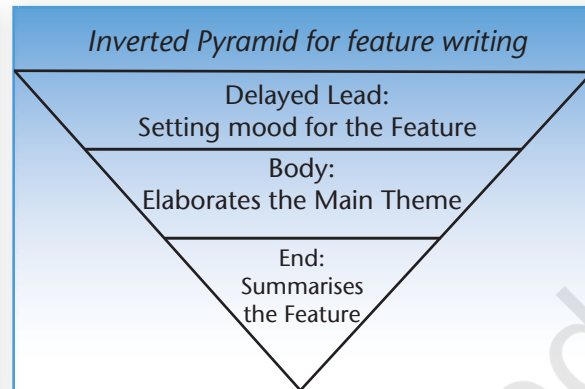 Inverted Pyramid for feature writing
Delayed Lead:
Setting mood for the Feature
Body:
Elaborates the Main Theme
End:
Summarises
the Feature